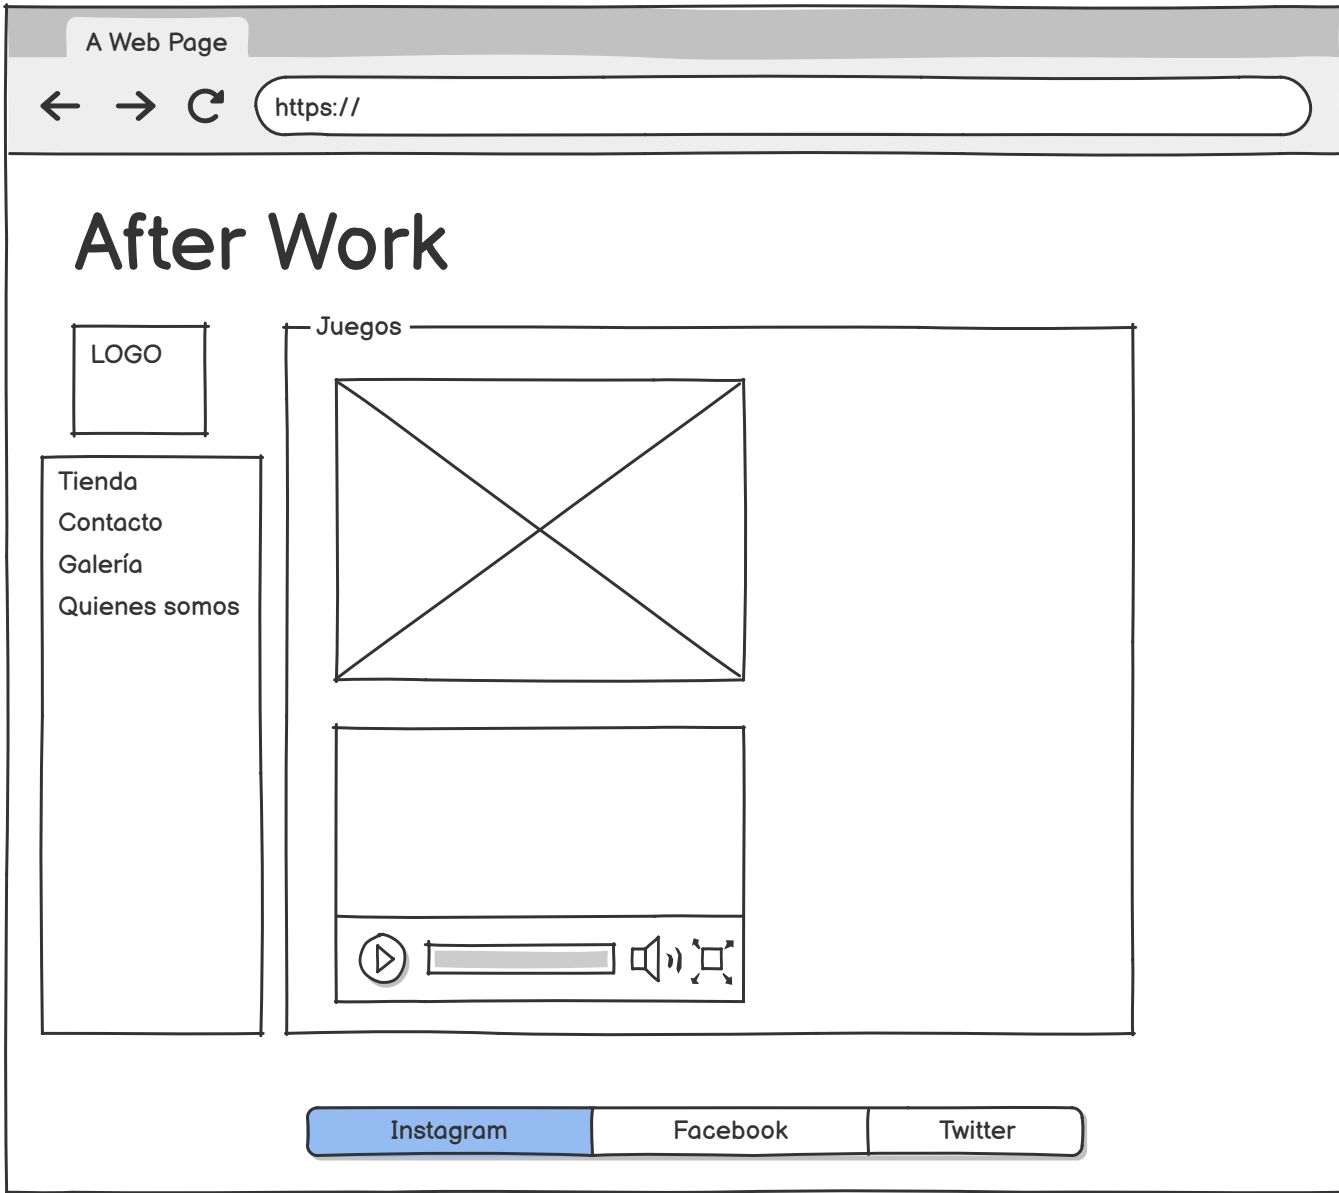 A Web Page
https://
After Work
LOGO
Juegos
Tienda
Contacto
Galería
Quienes somos
Instagram
Facebook
Twitter